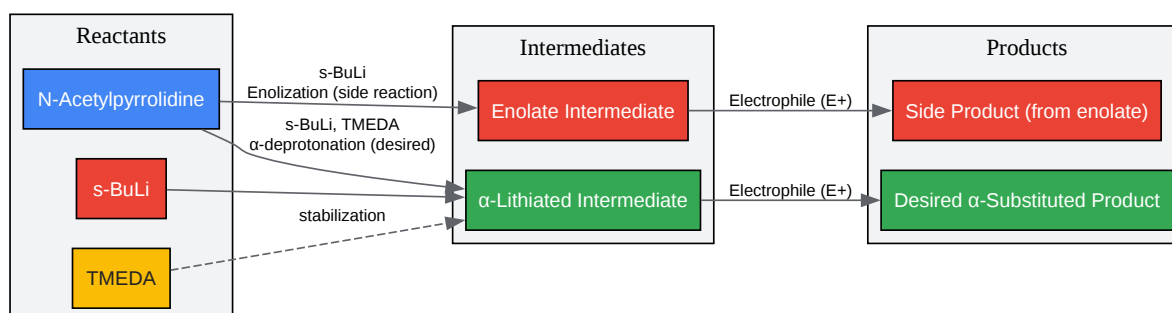 Reactants
N-Acetylpyrrolidine
s-BuLi
TMEDA
s-BuLi
Enolization (side reaction)
s-BuLi, TMEDA
α-deprotonation (desired)
stabilization
Intermediates
Enolate Intermediate
α-Lithiated Intermediate
Electrophile (E+)
Electrophile (E+)
Products
Side Product (from enolate)
Desired α-Substituted Product